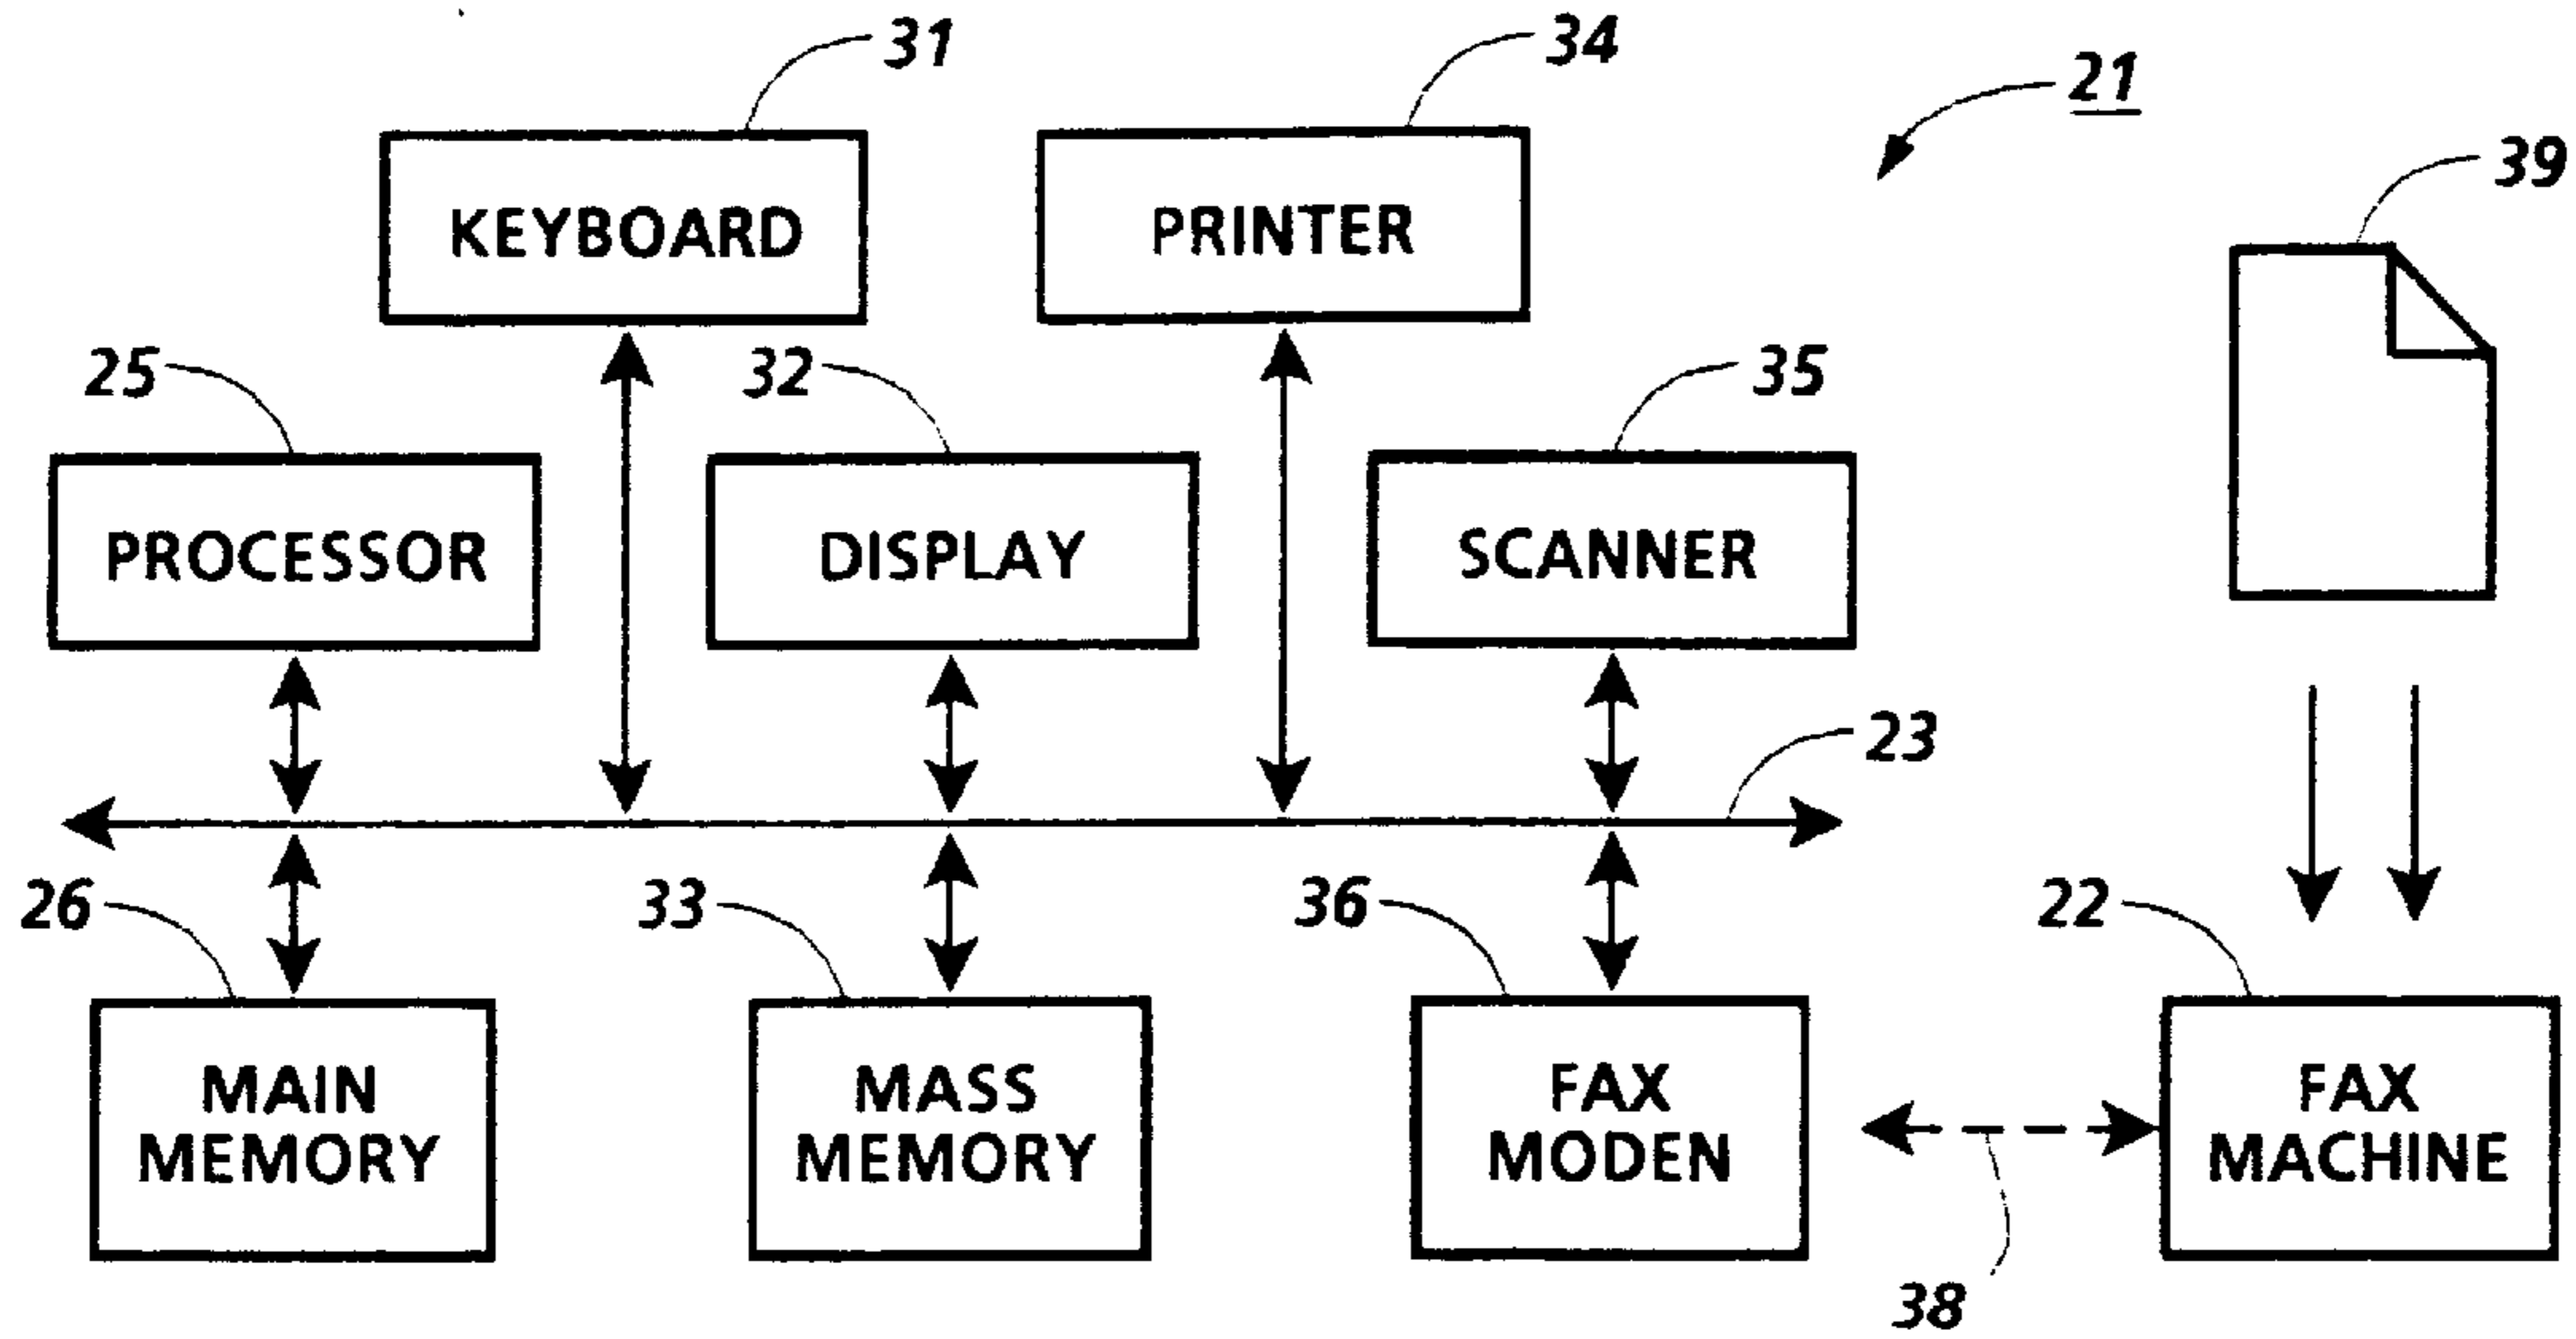 31
34
21
39
KEYBOARD
PRINTER
25
32
35
PROCESSOR
DISPLAY
SCANNER
23
26
33
36
22
MAIN
MEMORY
MASS
MEMORY
FAX
MODEN
FAX
MACHINE
38